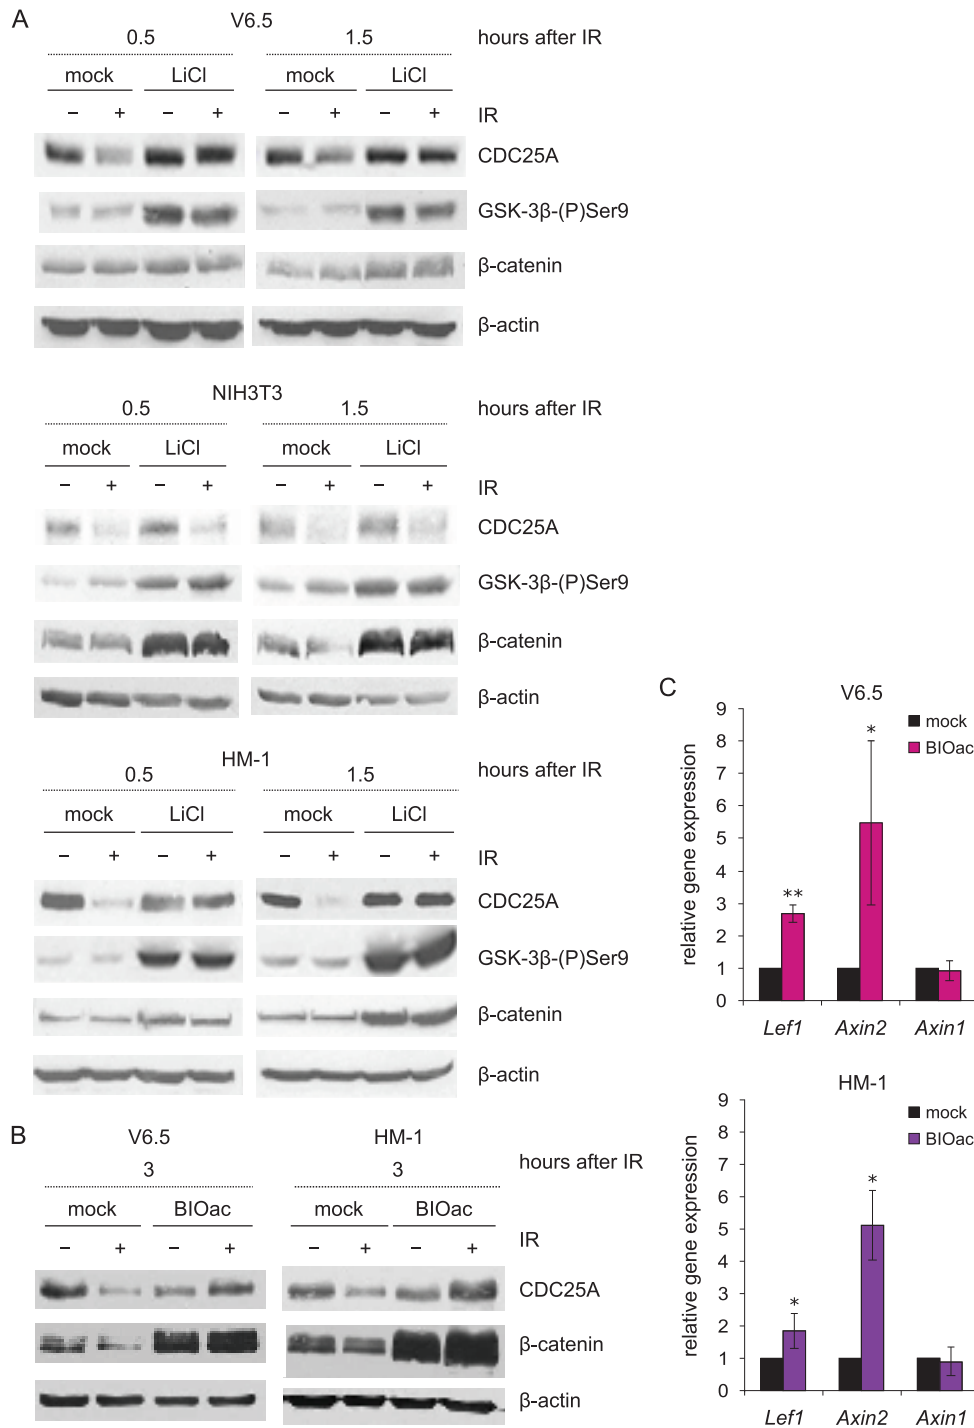 A
V6.5
0.5 1.5 hours after IR
mock LiCl mock LiCl
– + – + – + – + IR
CDC25A
GSK-3β-(P)Ser9
β-catenin
β-actin
NIH3T3
0.5 1.5 hours after IR
mock LiCl mock LiCl
– + – + – + – + IR
CDC25A
GSK-3β-(P)Ser9
β-catenin
β-actin
HM-1
0.5 1.5 hours after IR
mock LiCl mock LiCl
– + – + – + – + IR
CDC25A
GSK-3β-(P)Ser9
β-catenin
β-actin
B
V6.5 HM-1
3 3 hours after IR
mock BIOac mock BIOac
– + – + – + – + IR
CDC25A
β-catenin
β-actin
C
V6.5
mock
BIOac
relative gene expression
9
8
7
6
5
4
3
2
1
0
** *
Lef1 Axin2 Axin1
HM-1
mock
BIOac
relative gene expression
9
8
7
6
5
4
3
2
1
0
* *
Lef1 Axin2 Axin1